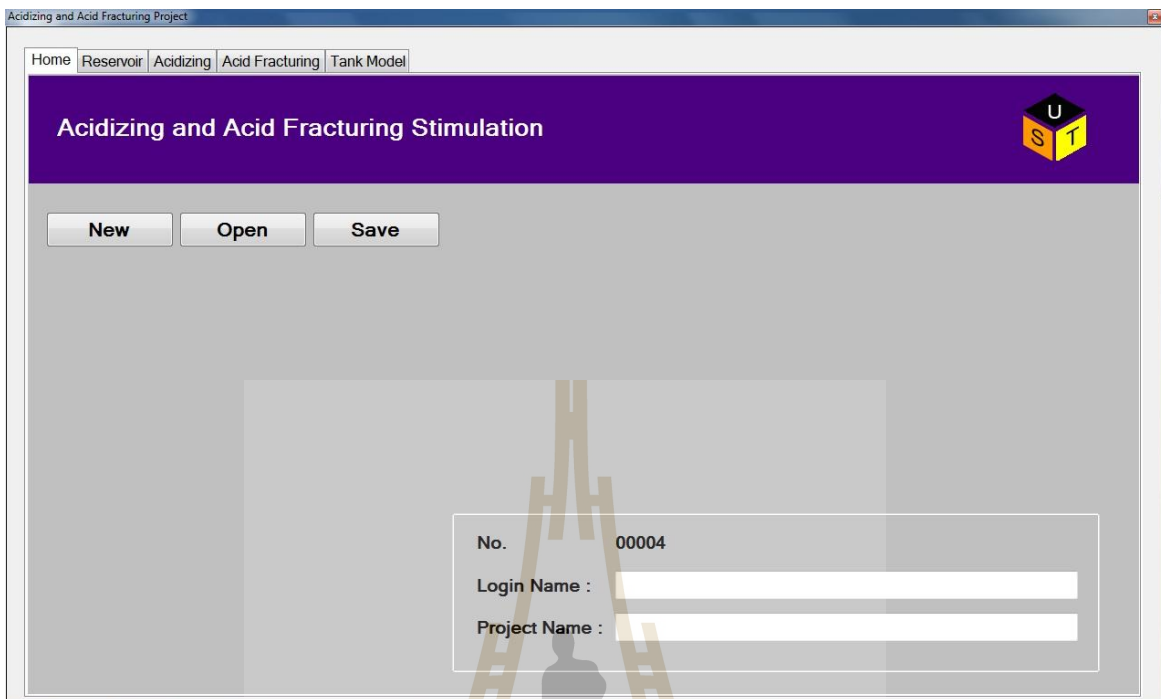 Acidizing and Acid Fracturing Project
Home Reservoir Acidizing Acid Fracturing Tank Model
Acidizing and Acid Fracturing Stimulation
U
S T
New Open Save
No. 00004
Login Name :
Project Name :